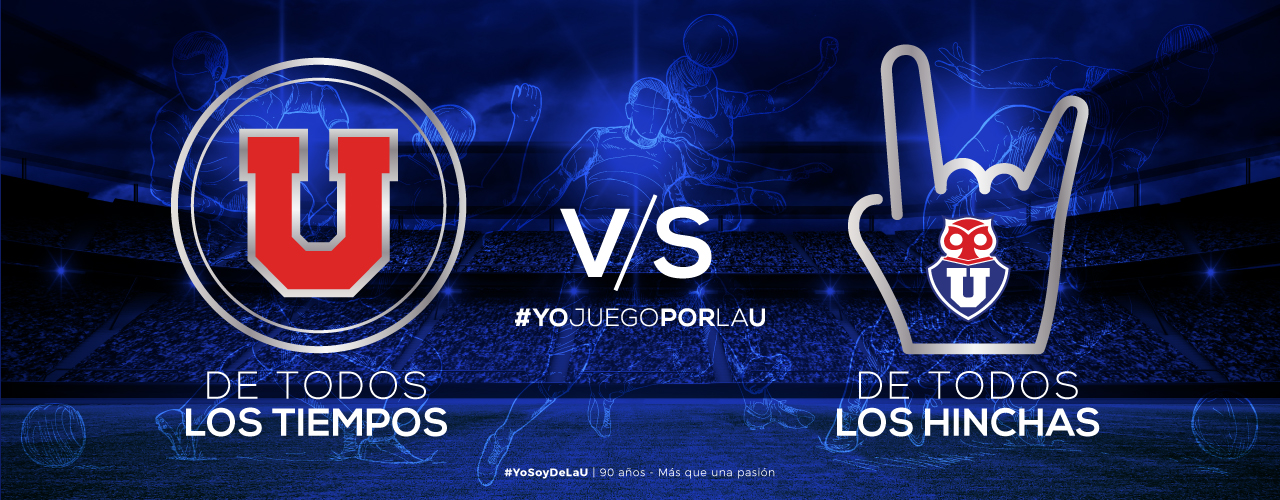 U
DE TODOS
LOS TIEMPOS
V/S
#YOJUEGOPORLAU
U
DE TODOS
LOS HINCHAS
#YoSoyDeLaU | 90 años - Más que una pasión